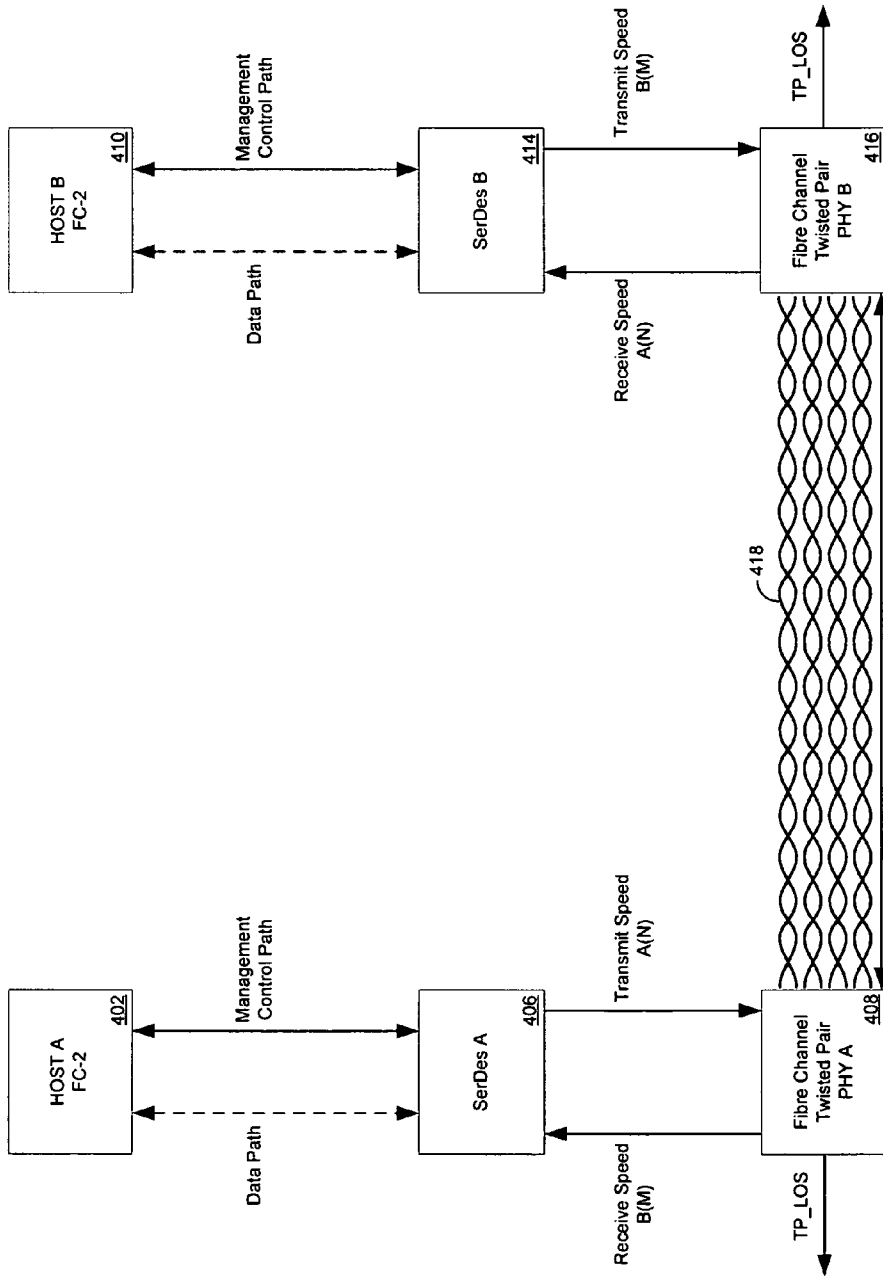 HOST A
FC-2
402
Data Path
Management
Control Path
SerDes A
406
Receive Speed
B(M)
Transmit Speed
A(N)
TP_LOS
Fibre Channel
Twisted Pair
PHY A
408
418
HOST B
FC-2
410
Data Path
Management
Control Path
SerDes B
414
Receive Speed
A(N)
Transmit Speed
B(M)
Fibre Channel
Twisted Pair
PHY B
416
TP_LOS